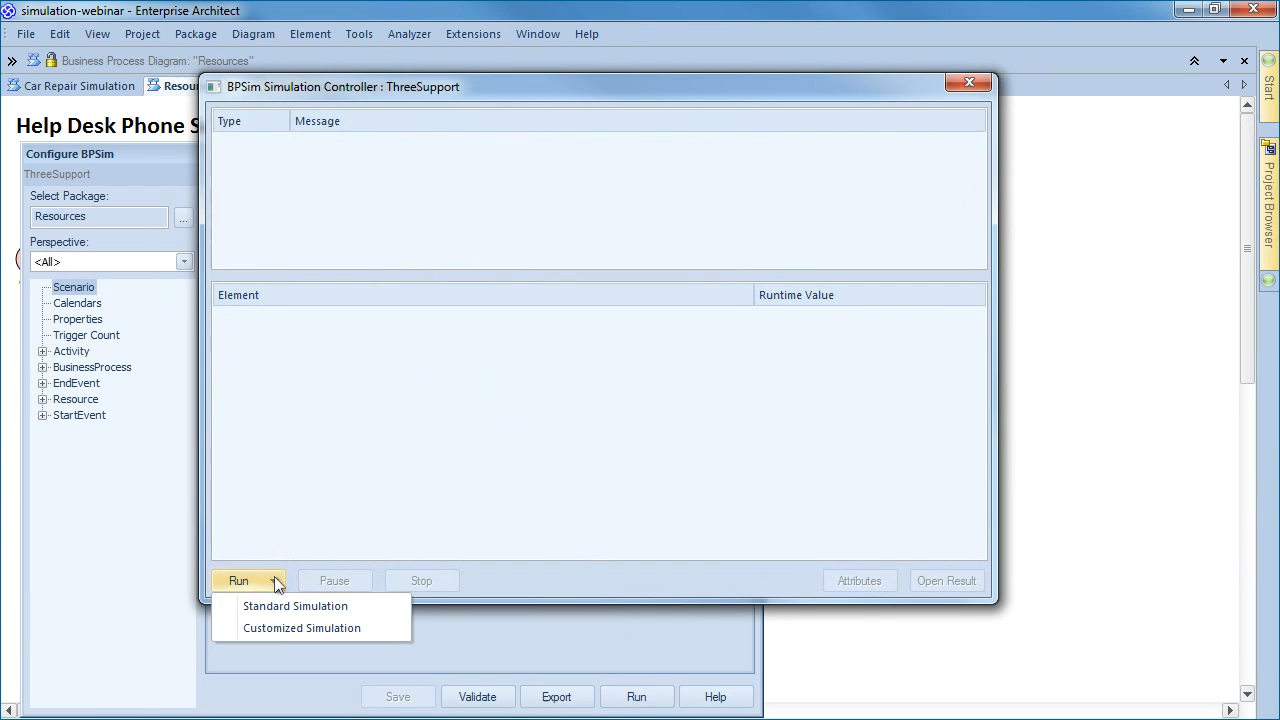 simulation-webinar - Enterprise Architect
File Edit View Project Package Diagram Element Tools Analyzer Extensions Window Help
Business Process Diagram: "Resources"
Car Repair Simulation
Resou
Start
Project Browser
Help Desk Phone S
Configure BPSim
ThreeSupport
Select Package:
Resources
...
Perspective:
<All>
Scenario
Calendars
Properties
Trigger Count
Activity
BusinessProcess
EndEvent
Resource
StartEvent
BPSim Simulation Controller : ThreeSupport
Type Message
Element Runtime Value
Run Pause Stop Attributes Open Result
Standard Simulation
Customized Simulation
Save Validate Export Run Help